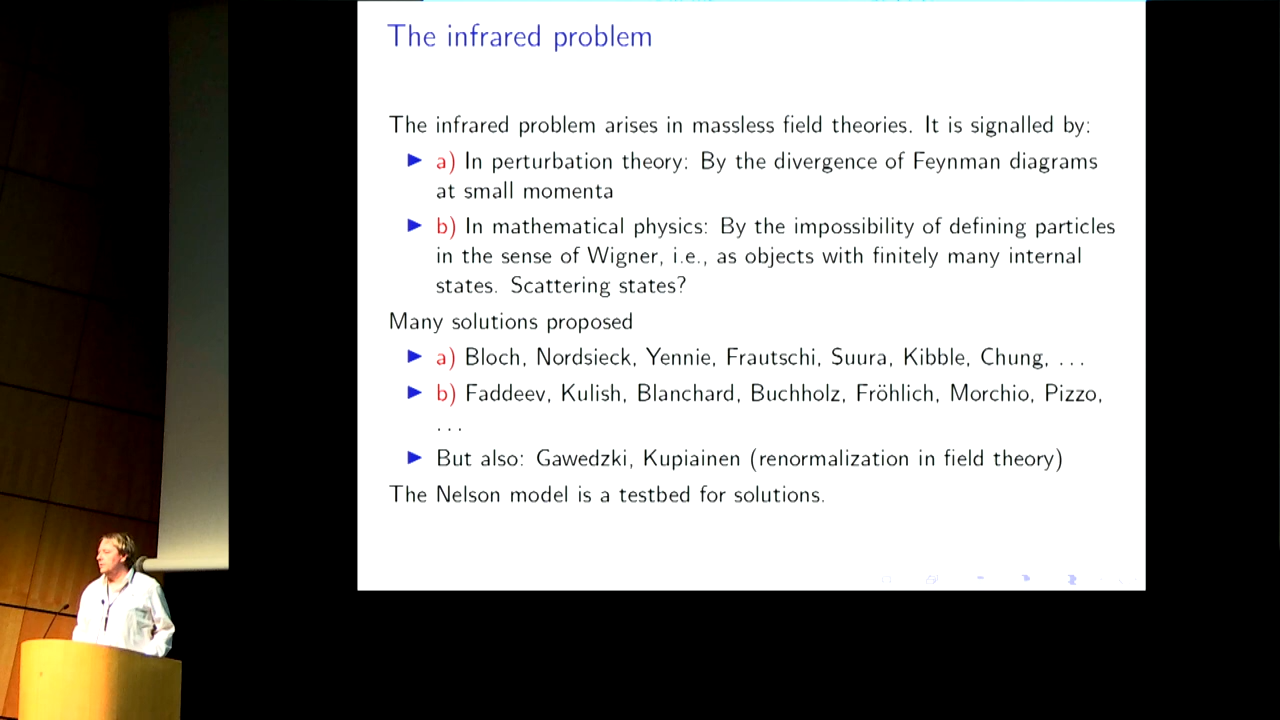 The infrared problem
The infrared problem arises in massless field theories. It is signalled by:
a) In perturbation theory: By the divergence of Feynman diagrams
at small momenta
b) In mathematical physics: By the impossibility of defining particles
in the sense of Wigner, i.e., as objects with finitely many internal
states. Scattering states?
Many solutions proposed
a) Bloch, Nordsieck, Yennie, Frautschi, Suura, Kibble, Chung, ...
b) Faddeev, Kulish, Blanchard, Buchholz, Fröhlich, Morchio, Pizzo,
...
But also: Gawedzki, Kupiainen (renormalization in field theory)
The Nelson model is a testbed for solutions.